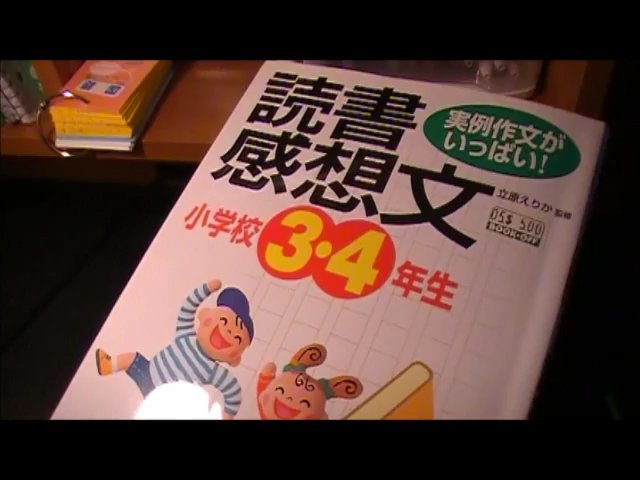 読書
感想文
実例作文が
いっぱい!
立原えりか 監修
小学校 3・4 年生
BOOK・OFF